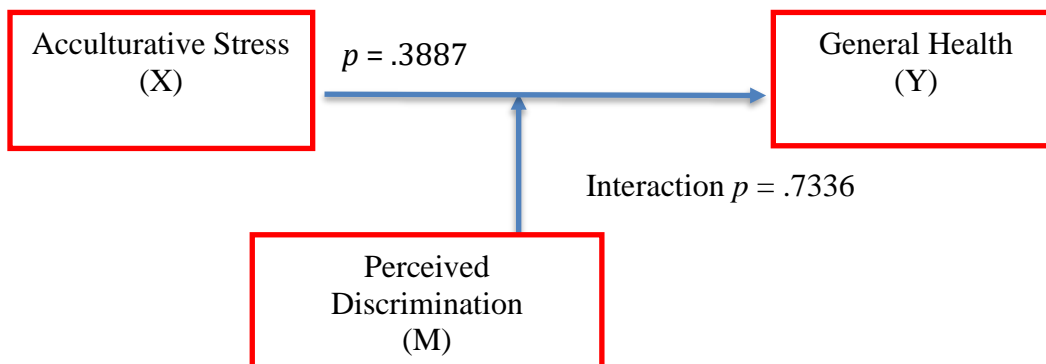 Acculturative Stress
(X)
p = .3887
General Health
(Y)
Interaction p = .7336
Perceived
Discrimination
(M)